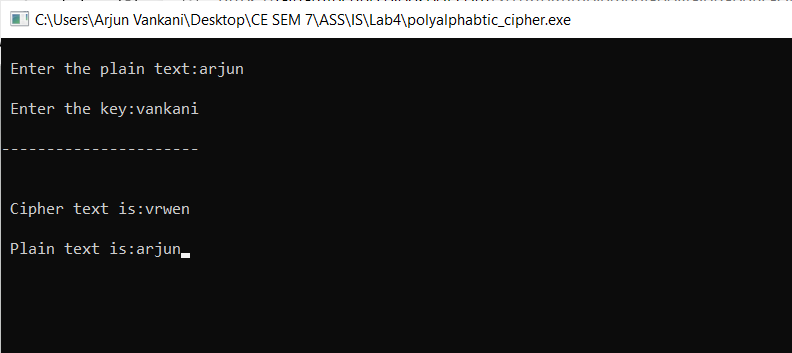 C:\Users\Arjun Vankani\Desktop\CE SEM 7\ASS\IS\Lab4\polyalphabtic_cipher.exe
Enter the plain text:arjun
Enter the key:vankani
----------------------
Cipher text is:vrwen
Plain text is:arjun